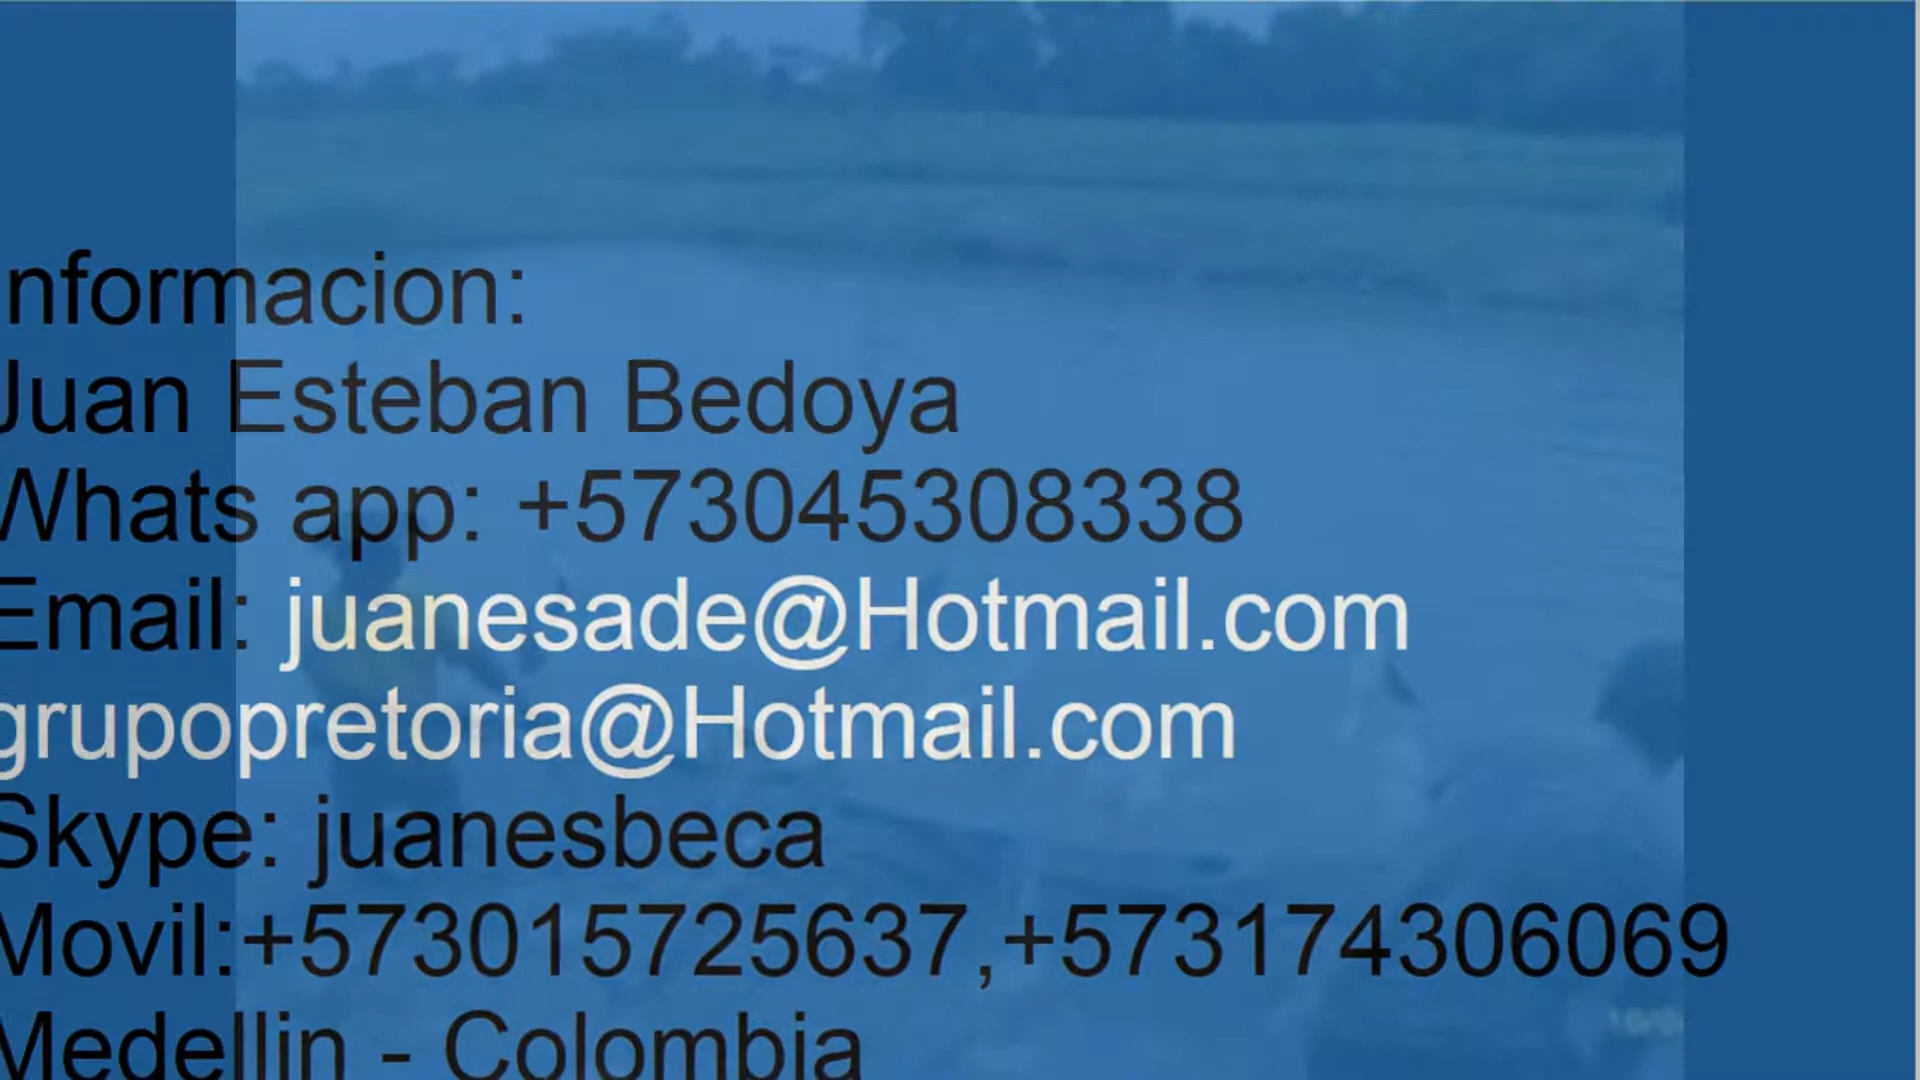 Informacion:
Juan Esteban Bedoya
Whats app: +573045308338
Email: juanesade@Hotmail.com
grupopretoria@Hotmail.com
Skype: juanesbeca
Movil:+573015725637,+573174306069
Medellin - Colombia